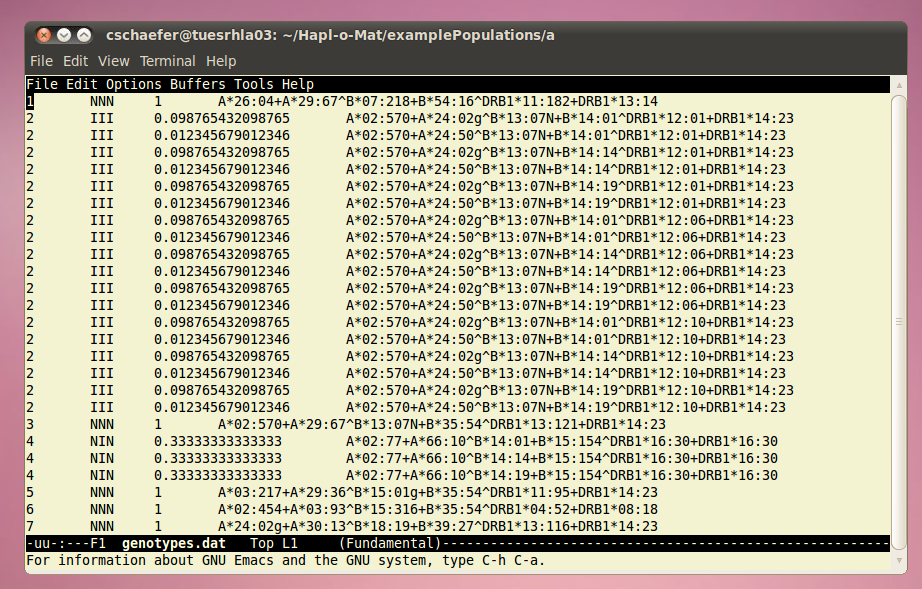 cschaefer@tuesrhla03: ~/Hapl-o-Mat/examplePopulations/a
File Edit View Terminal Help
File Edit Options Buffers Tools Help
1 NNN 1 A*26:04+A*29:67^B*07:218+B*54:16^DRB1*11:182+DRB1*13:14
2 III 0.098765432098765 A*02:570+A*24:02g^B*13:07N+B*14:01^DRB1*12:01+DRB1*14:23
2 III 0.012345679012346 A*02:570+A*24:50^B*13:07N+B*14:01^DRB1*12:01+DRB1*14:23
2 III 0.098765432098765 A*02:570+A*24:02g^B*13:07N+B*14:14^DRB1*12:01+DRB1*14:23
2 III 0.012345679012346 A*02:570+A*24:50^B*13:07N+B*14:14^DRB1*12:01+DRB1*14:23
2 III 0.098765432098765 A*02:570+A*24:02g^B*13:07N+B*14:19^DRB1*12:01+DRB1*14:23
2 III 0.012345679012346 A*02:570+A*24:50^B*13:07N+B*14:19^DRB1*12:01+DRB1*14:23
2 III 0.098765432098765 A*02:570+A*24:02g^B*13:07N+B*14:01^DRB1*12:06+DRB1*14:23
2 III 0.012345679012346 A*02:570+A*24:50^B*13:07N+B*14:01^DRB1*12:06+DRB1*14:23
2 III 0.098765432098765 A*02:570+A*24:02g^B*13:07N+B*14:14^DRB1*12:06+DRB1*14:23
2 III 0.012345679012346 A*02:570+A*24:50^B*13:07N+B*14:14^DRB1*12:06+DRB1*14:23
2 III 0.098765432098765 A*02:570+A*24:02g^B*13:07N+B*14:19^DRB1*12:06+DRB1*14:23
2 III 0.012345679012346 A*02:570+A*24:50^B*13:07N+B*14:19^DRB1*12:06+DRB1*14:23
2 III 0.098765432098765 A*02:570+A*24:02g^B*13:07N+B*14:01^DRB1*12:10+DRB1*14:23
2 III 0.012345679012346 A*02:570+A*24:50^B*13:07N+B*14:01^DRB1*12:10+DRB1*14:23
2 III 0.098765432098765 A*02:570+A*24:02g^B*13:07N+B*14:14^DRB1*12:10+DRB1*14:23
2 III 0.012345679012346 A*02:570+A*24:50^B*13:07N+B*14:14^DRB1*12:10+DRB1*14:23
2 III 0.098765432098765 A*02:570+A*24:02g^B*13:07N+B*14:19^DRB1*12:10+DRB1*14:23
2 III 0.012345679012346 A*02:570+A*24:50^B*13:07N+B*14:19^DRB1*12:10+DRB1*14:23
3 NNN 1 A*02:570+A*29:67^B*13:07N+B*35:54^DRB1*13:121+DRB1*14:23
4 NIN 0.33333333333333 A*02:77+A*66:10^B*14:01+B*15:154^DRB1*16:30+DRB1*16:30
4 NIN 0.33333333333333 A*02:77+A*66:10^B*14:14+B*15:154^DRB1*16:30+DRB1*16:30
4 NIN 0.33333333333333 A*02:77+A*66:10^B*14:19+B*15:154^DRB1*16:30+DRB1*16:30
5 NNN 1 A*03:217+A*29:36^B*15:01g+B*35:54^DRB1*11:95+DRB1*14:23
6 NNN 1 A*02:454+A*03:93^B*15:316+B*35:54^DRB1*04:52+DRB1*08:18
7 NNN 1 A*24:02g+A*30:13^B*18:19+B*39:27^DRB1*13:116+DRB1*14:23
-uu-:---F1 genotypes.dat Top L1 (Fundamental)--------------------------------------------------------
For information about GNU Emacs and the GNU system, type C-h C-a.